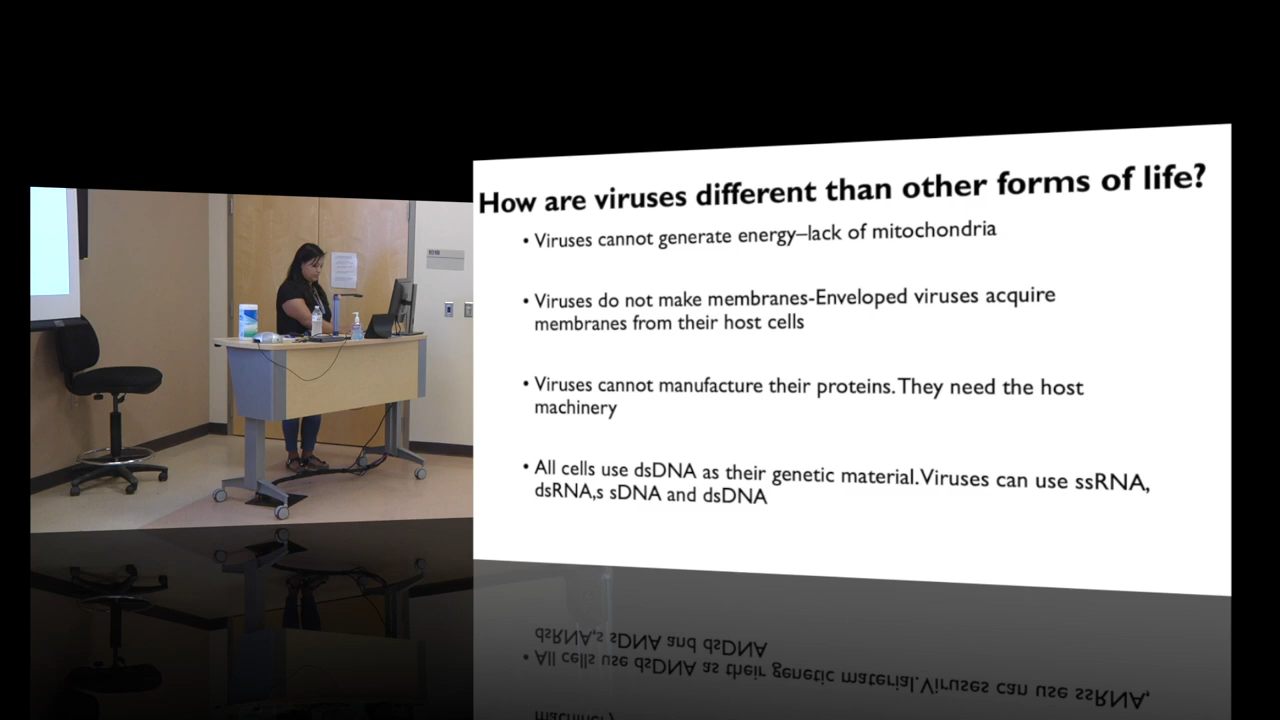 How are viruses different than other forms of life?
• Viruses cannot generate energy–lack of mitochondria
• Viruses do not make membranes-Enveloped viruses acquire
membranes from their host cells
• Viruses cannot manufacture their proteins. They need the host
machinery
• All cells use dsDNA as their genetic material. Viruses can use ssRNA,
dsRNA,s sDNA and dsDNA